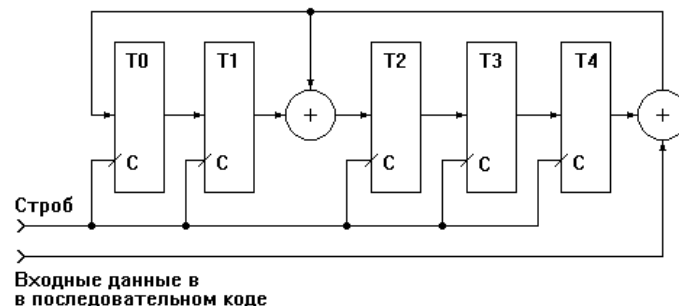 T0 T1 T2 T3 T4
+ +
C C C C C
Строб
Входные данные в
в последовательном коде